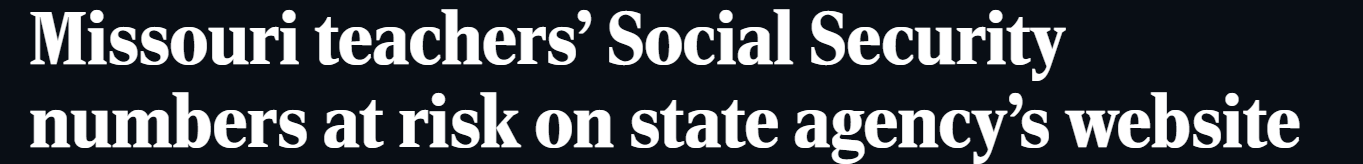 Missouri teachers’ Social Security
numbers at risk on state agency’s website